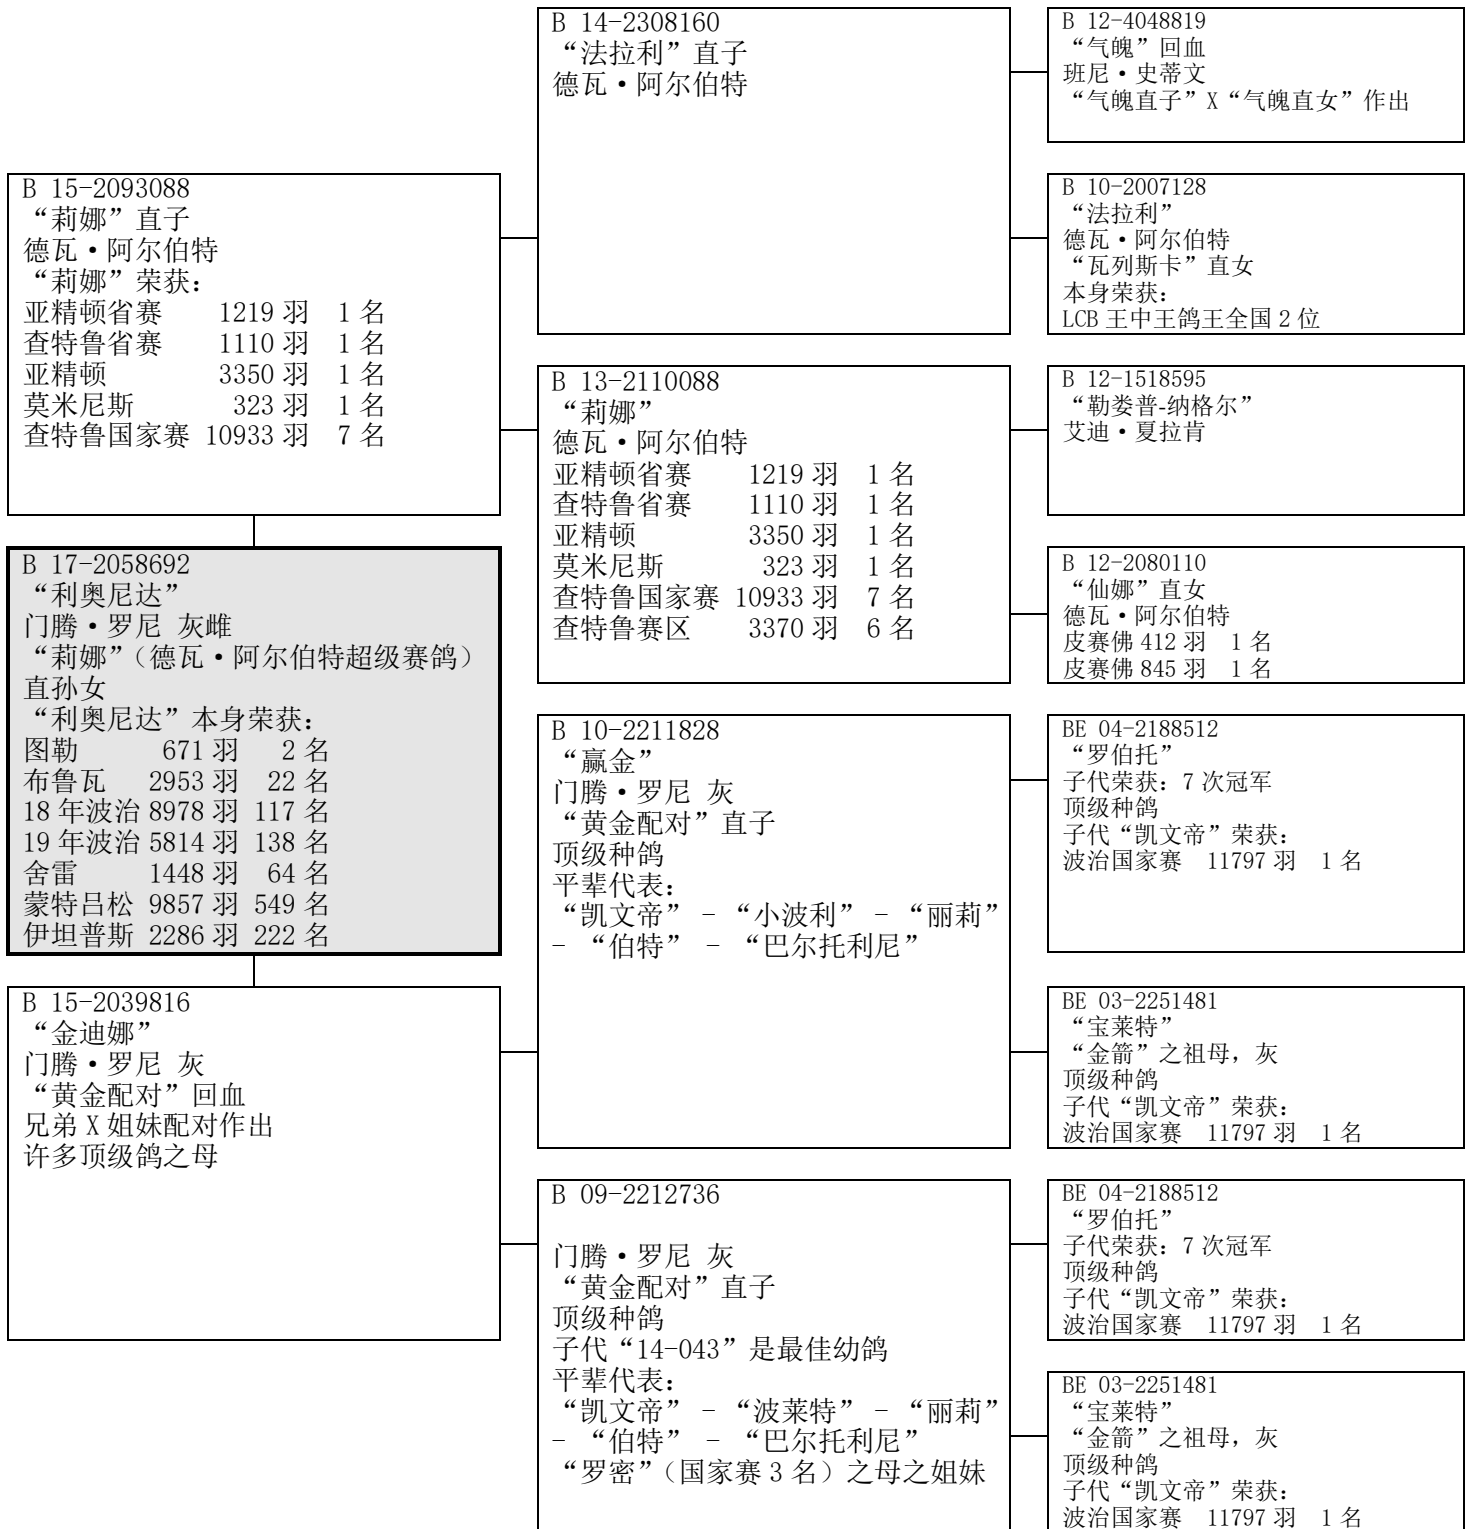 B 15-2093088
“莉娜”直子
德瓦•阿尔伯特
“莉娜”荣获：
亚精顿省赛 1219 羽 1 名
查特鲁省赛 1110 羽 1 名
亚精顿 3350 羽 1 名
莫米尼斯 323 羽 1 名
查特鲁国家赛 10933 羽 7 名
B 17-2058692
“利奥尼达”
门腾•罗尼 灰雌
“莉娜”（德瓦•阿尔伯特超级赛鸽）
直孙女
“利奥尼达”本身荣获：
图勒 671 羽 2 名
布鲁瓦 2953 羽 22 名
18 年波治 8978 羽 117 名
19 年波治 5814 羽 138 名
舍雷 1448 羽 64 名
蒙特吕松 9857 羽 549 名
伊坦普斯 2286 羽 222 名
B 15-2039816
“金迪娜”
门腾•罗尼 灰
“黄金配对”回血
兄弟 X 姐妹配对作出
许多顶级鸽之母
B 14-2308160
“法拉利”直子
德瓦•阿尔伯特
B 13-2110088
“莉娜”
德瓦•阿尔伯特
亚精顿省赛 1219 羽 1 名
查特鲁省赛 1110 羽 1 名
亚精顿 3350 羽 1 名
莫米尼斯 323 羽 1 名
查特鲁国家赛 10933 羽 7 名
查特鲁赛区 3370 羽 6 名
B 10-2211828
“赢金”
门腾•罗尼 灰
“黄金配对”直子
顶级种鸽
平辈代表：
“凯文帝” - “小波利” - “丽莉”
- “伯特” - “巴尔托利尼”
B 09-2212736
门腾•罗尼 灰
“黄金配对”直子
顶级种鸽
子代“14-043”是最佳幼鸽
平辈代表：
“凯文帝” - “波莱特” - “丽莉”
- “伯特” - “巴尔托利尼”
“罗密”（国家赛 3 名）之母之姐妹
B 12-4048819
“气魄”回血
班尼•史蒂文
“气魄直子”X“气魄直女”作出
B 10-2007128
“法拉利”
德瓦•阿尔伯特
“瓦列斯卡”直女
本身荣获：
LCB 王中王鸽王全国 2 位
B 12-1518595
“勒娄普-纳格尔”
艾迪•夏拉肯
B 12-2080110
“仙娜”直女
德瓦•阿尔伯特
皮赛佛 412 羽 1 名
皮赛佛 845 羽 1 名
BE 04-2188512
“罗伯托”
子代荣获：7 次冠军
顶级种鸽
子代“凯文帝”荣获：
波治国家赛 11797 羽 1 名
BE 03-2251481
“宝莱特”
“金箭”之祖母，灰
顶级种鸽
子代“凯文帝”荣获：
波治国家赛 11797 羽 1 名
BE 04-2188512
“罗伯托”
子代荣获：7 次冠军
顶级种鸽
子代“凯文帝”荣获：
波治国家赛 11797 羽 1 名
BE 03-2251481
“宝莱特”
“金箭”之祖母，灰
顶级种鸽
子代“凯文帝”荣获：
波治国家赛 11797 羽 1 名